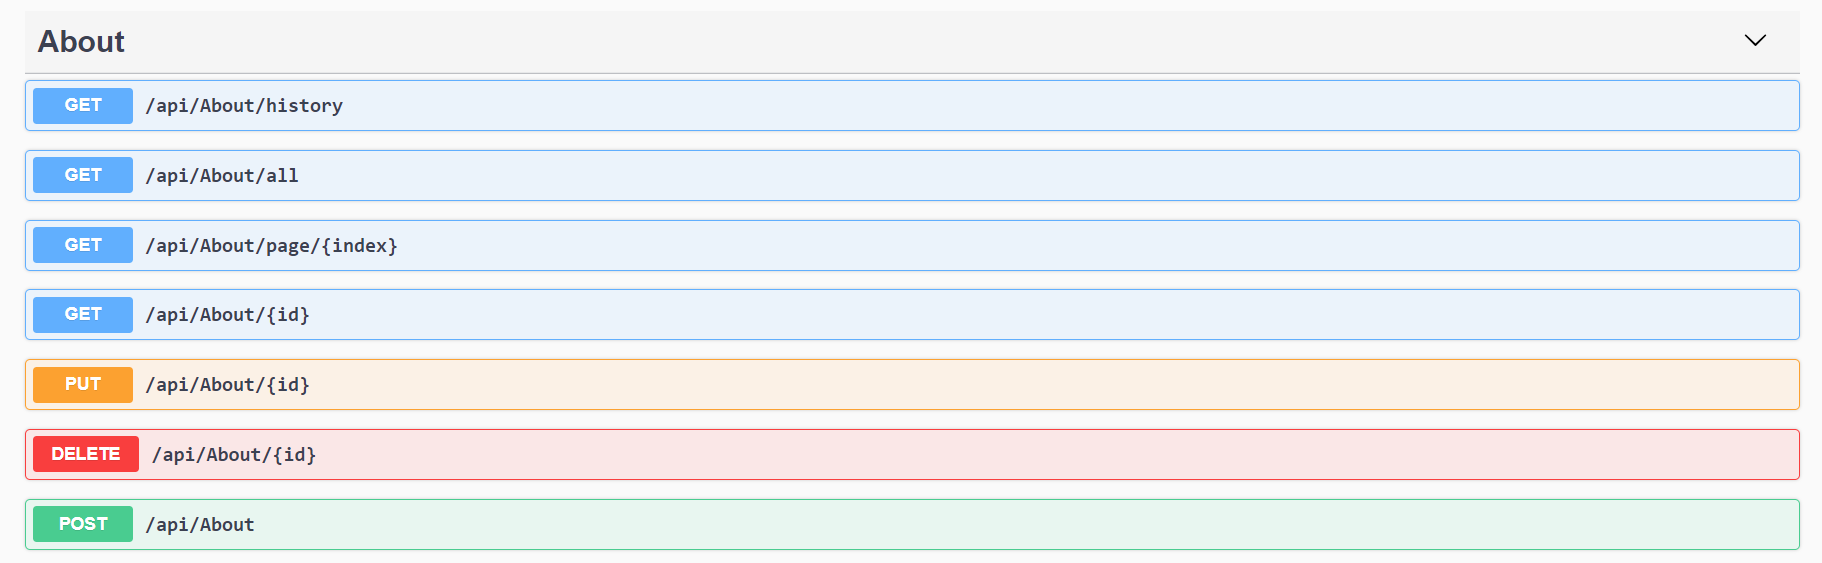 About
GET /api/About/history
GET /api/About/all
GET /api/About/page/{index}
GET /api/About/{id}
PUT /api/About/{id}
DELETE /api/About/{id}
POST /api/About